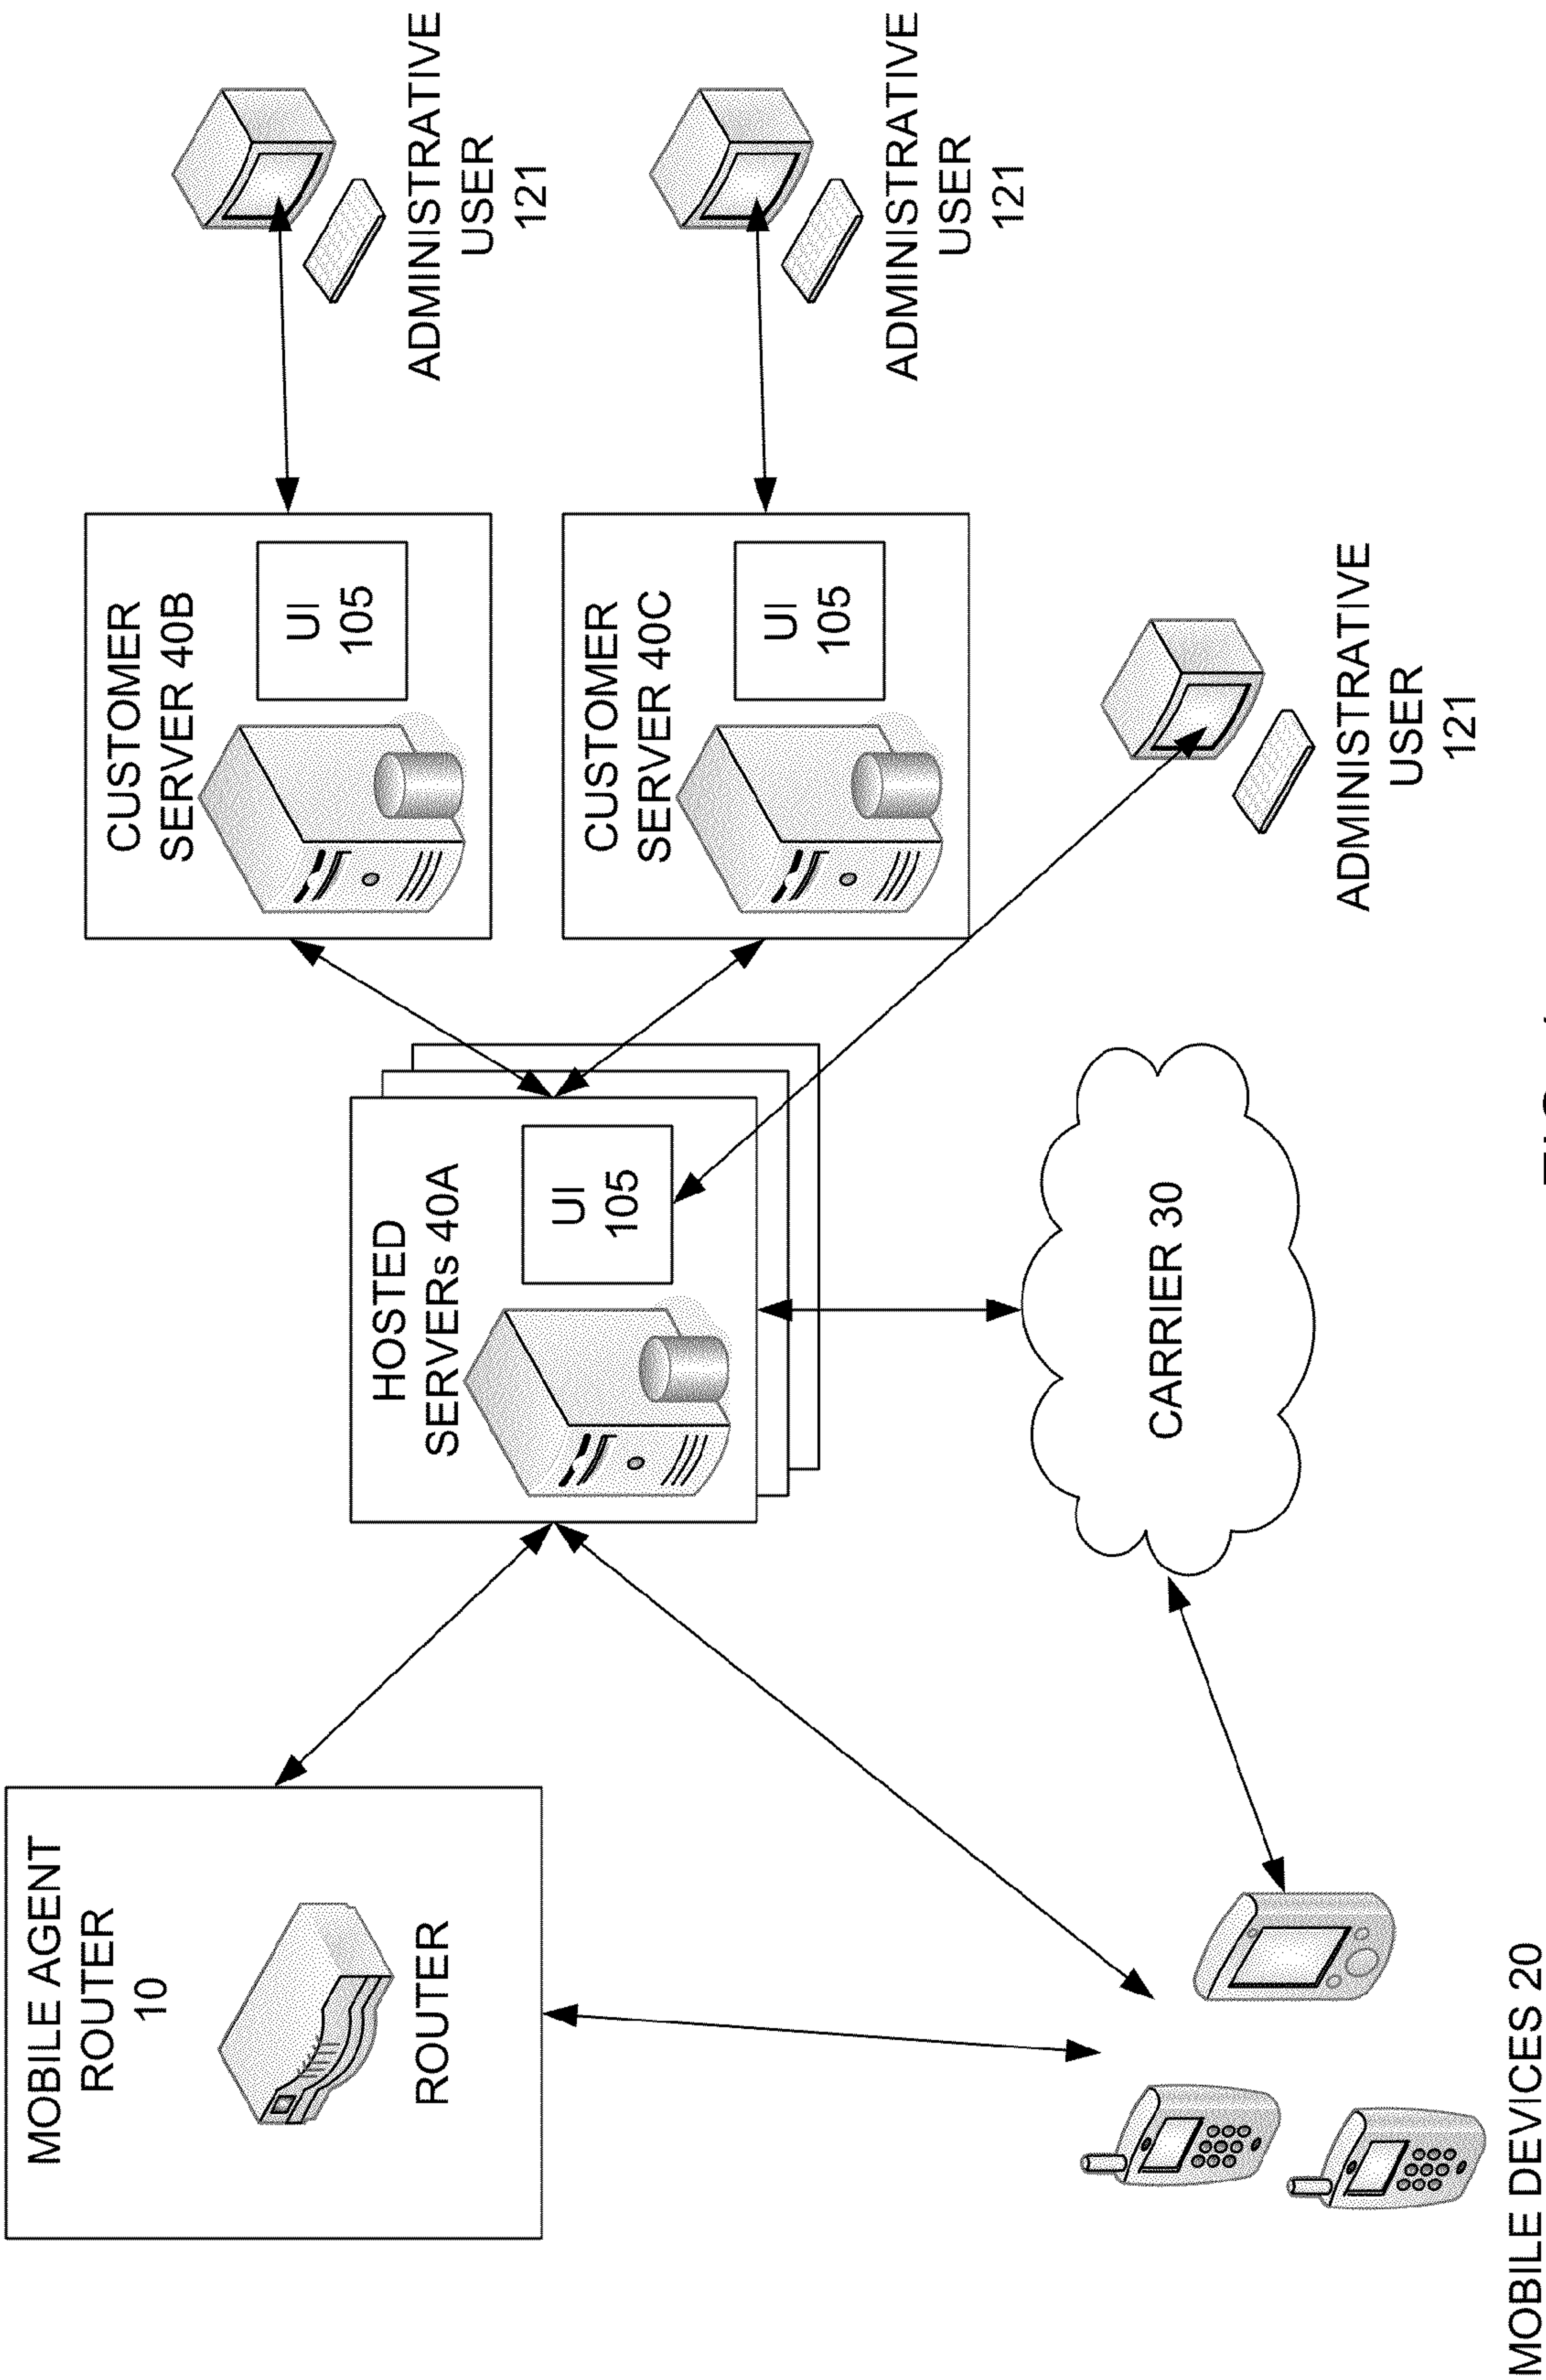 MOBILE AGENT
ROUTER
10
ROUTER
HOSTED
SERVERs 40A
UI
105
CUSTOMER
SERVER 40B
UI
105
ADMINISTRATIVE
USER
121
CUSTOMER
SERVER 40C
UI
105
ADMINISTRATIVE
USER
121
CARRIER 30
ADMINISTRATIVE
USER
121
MOBILE DEVICES 20